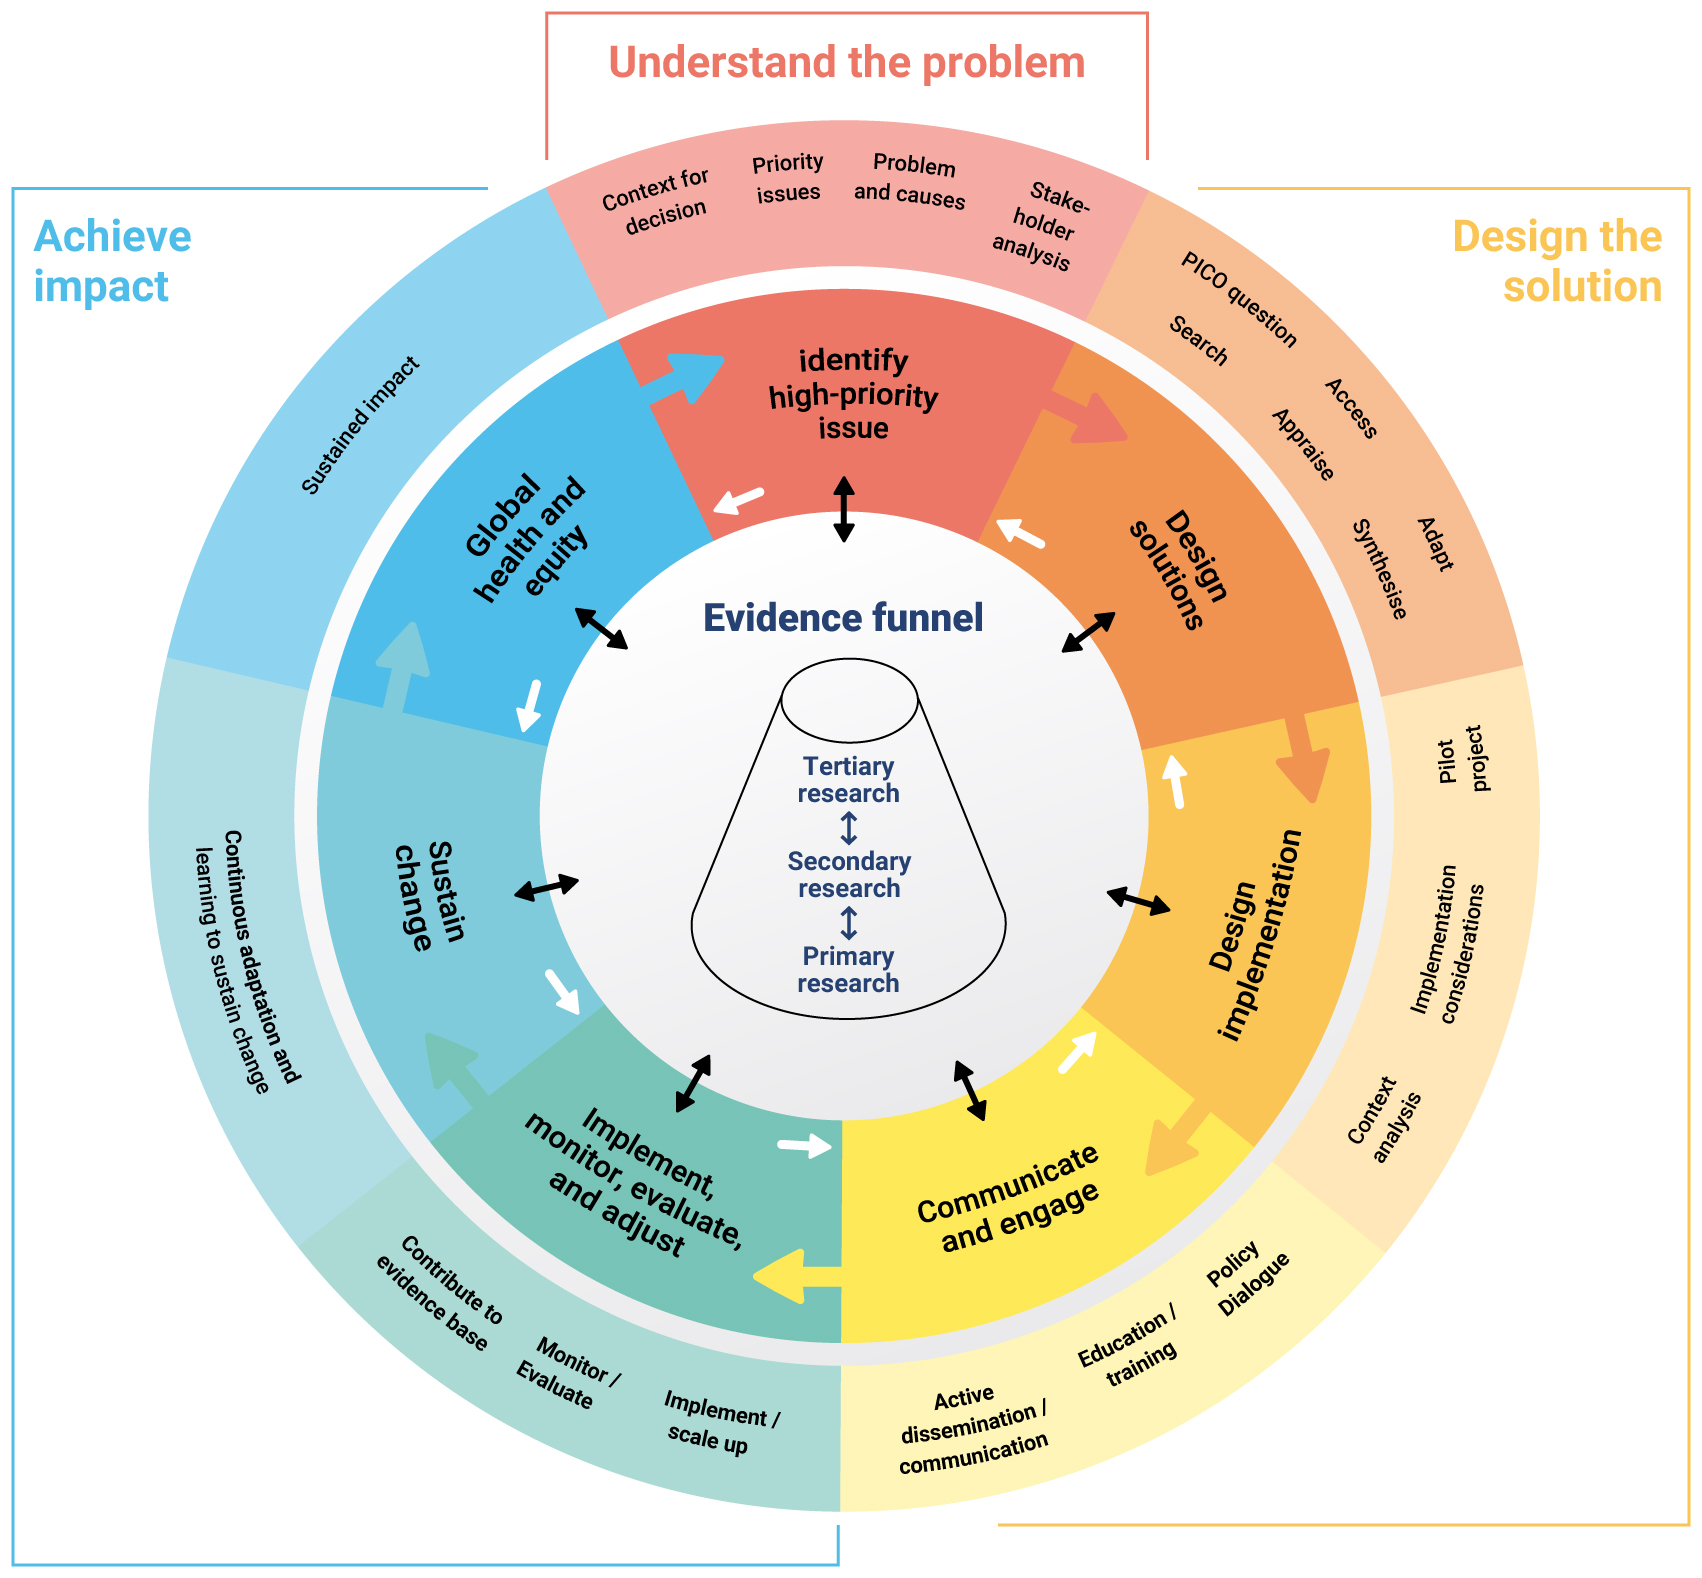 Understand the problem
Achieve
impact
Design the
solution
Context for
decision
Priority
issues
Problem
and causes
Stake-
holder
analysis
PICO question
Search
Access
Appraise
Adapt
Synthesise
Pilot
project
Implementation
considerations
Context
analysis
Policy
Dialogue
Education /
training
Active
dissemination /
communication
Implement /
scale up
Monitor /
Evaluate
Contribute to
evidence base
Continuous adaptation and
learning to sustain change
Sustained impact
identify
high-priority
issue
Design
solutions
Design
implementation
Communicate
and engage
Implement,
monitor, evaluate,
and adjust
Sustain
change
Global
health and
equity
Evidence funnel
Tertiary
research
Secondary
research
Primary
research